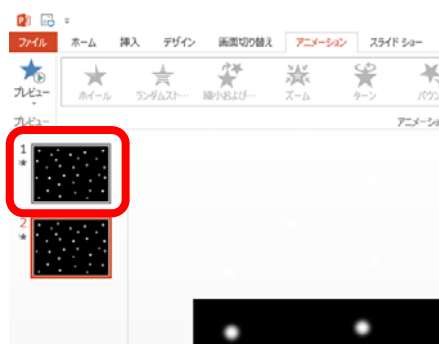 ファイル ホーム 挿入 デザイン 画面切り替え アニメーション スライド ショー
プレビュー ホイール ランダムスト… 縮小および… ズーム ターン バウン
プレビュー アニメーショ
1
2